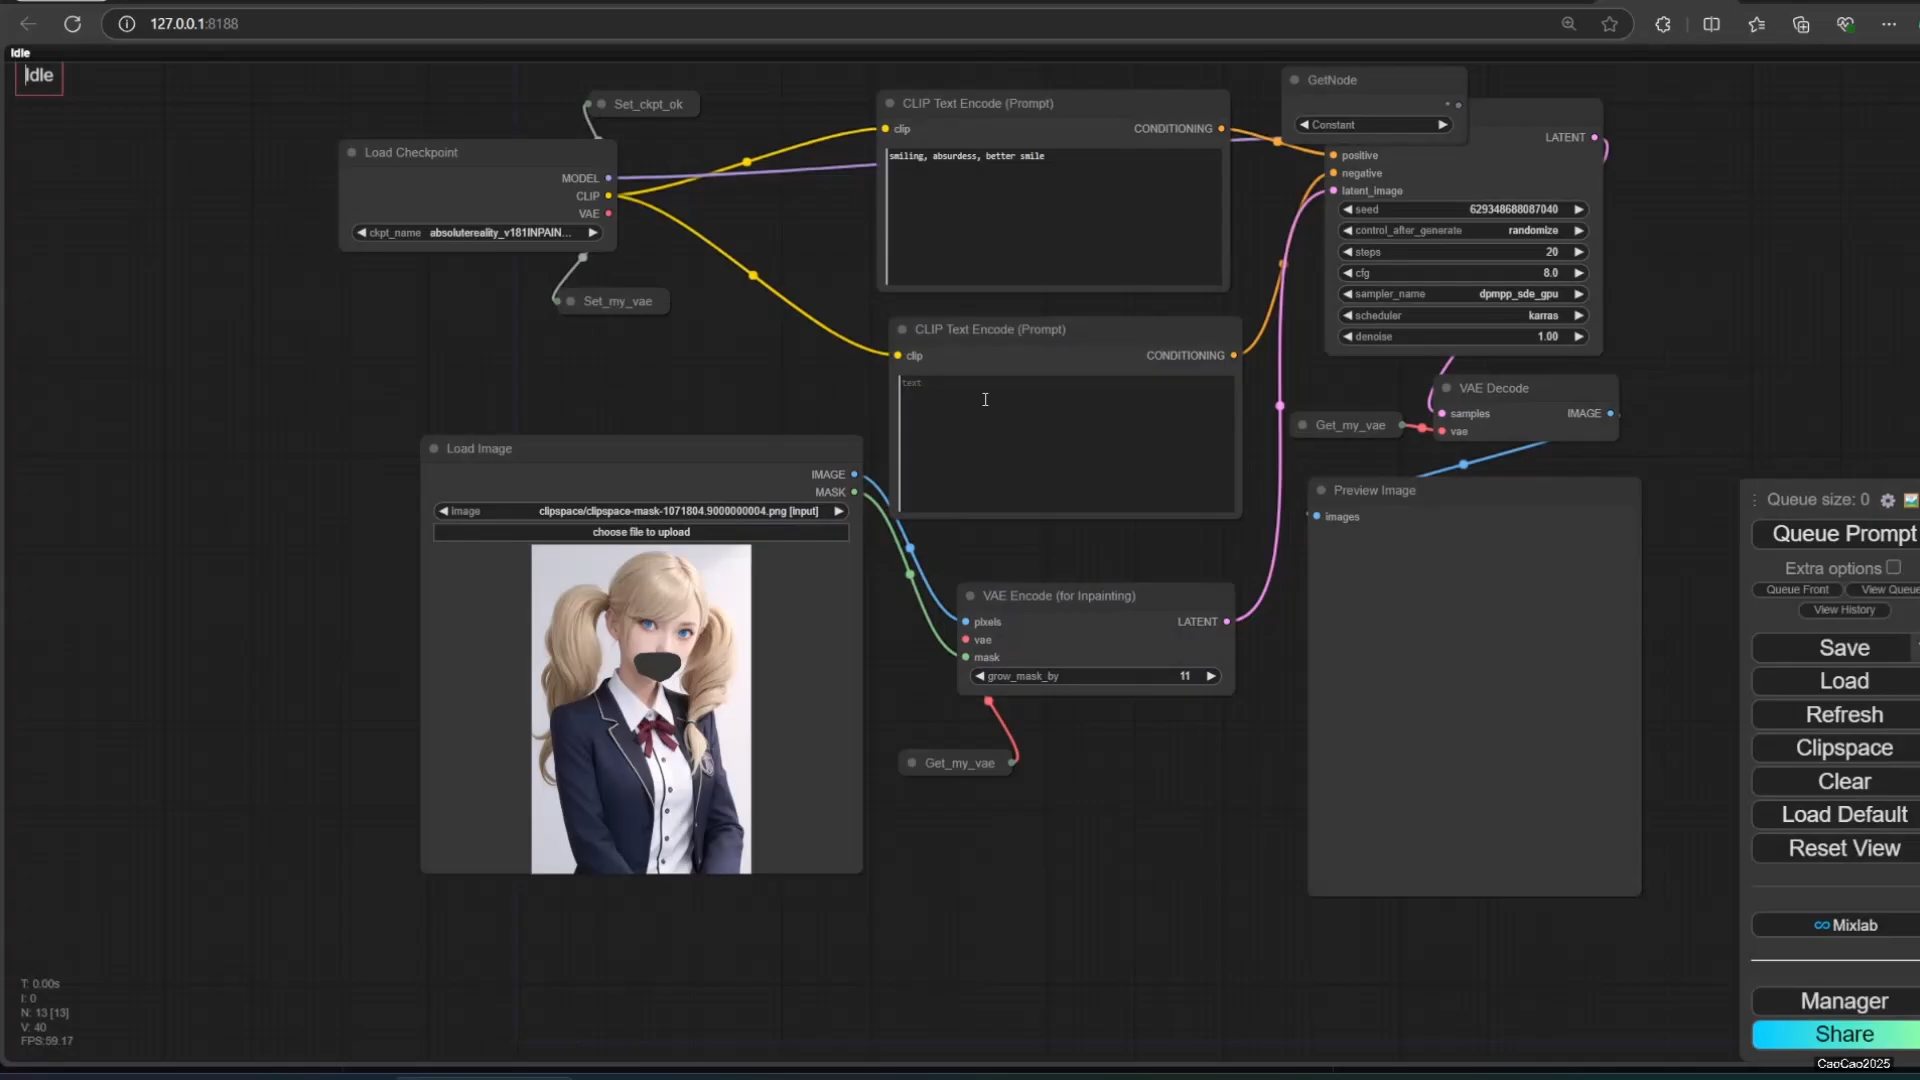 127.0.0.1:8188
Idle
Idle
Set_ckpt_ok
Load Checkpoint
MODEL
CLIP
VAE
ckpt_name absolutereality_v181INPAIN...
Set_my_vae
CLIP Text Encode (Prompt)
clip CONDITIONING
smiling, absurdess, better smile
CLIP Text Encode (Prompt)
clip CONDITIONING
text
GetNode
Constant
LATENT
positive
negative
latent_image
seed 629348688087040
control_after_generate randomize
steps 20
cfg 8.0
sampler_name dpmpp_sde_gpu
scheduler karras
denoise 1.00
VAE Decode
samples IMAGE
vae
Get_my_vae
Load Image
IMAGE
MASK
image clipspace/clipspace-mask-1071804.9000000004.png [input]
choose file to upload
VAE Encode (for Inpainting)
pixels LATENT
vae
mask
grow_mask_by 11
Get_my_vae
Preview Image
images
Queue size: 0
Queue Prompt
Extra options
Queue Front View Queue
View History
Save
Load
Refresh
Clipspace
Clear
Load Default
Reset View
Mixlab
Manager
Share
CaoCao2025
T: 0.00s
I: 0
N: 13 [13]
V: 40
FPS:59.17